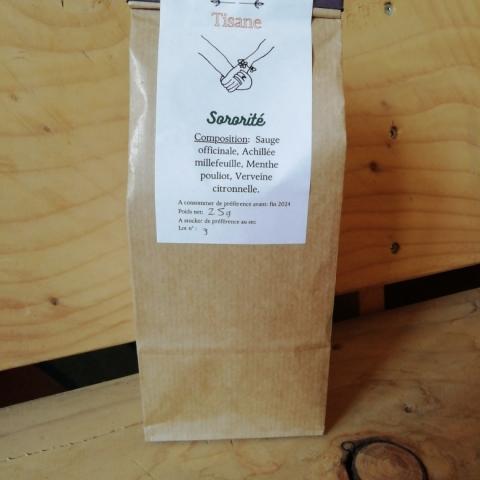 Tisane
Sororité
Composition: Sauge
officinale, Achillée
millefeuille, Menthe
pouliot, Verveine
citronnelle.
A consommer de préférence avant: fin 2024
Poids net: 25g
A stocker de préférence au sec
Lot n°: 3